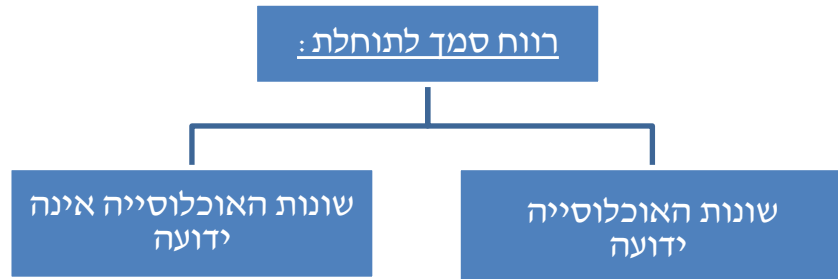 רווח סמך לתוחלת :
שונות האוכלוסייה
ידועה
שונות האוכלוסייה אינה
ידועה